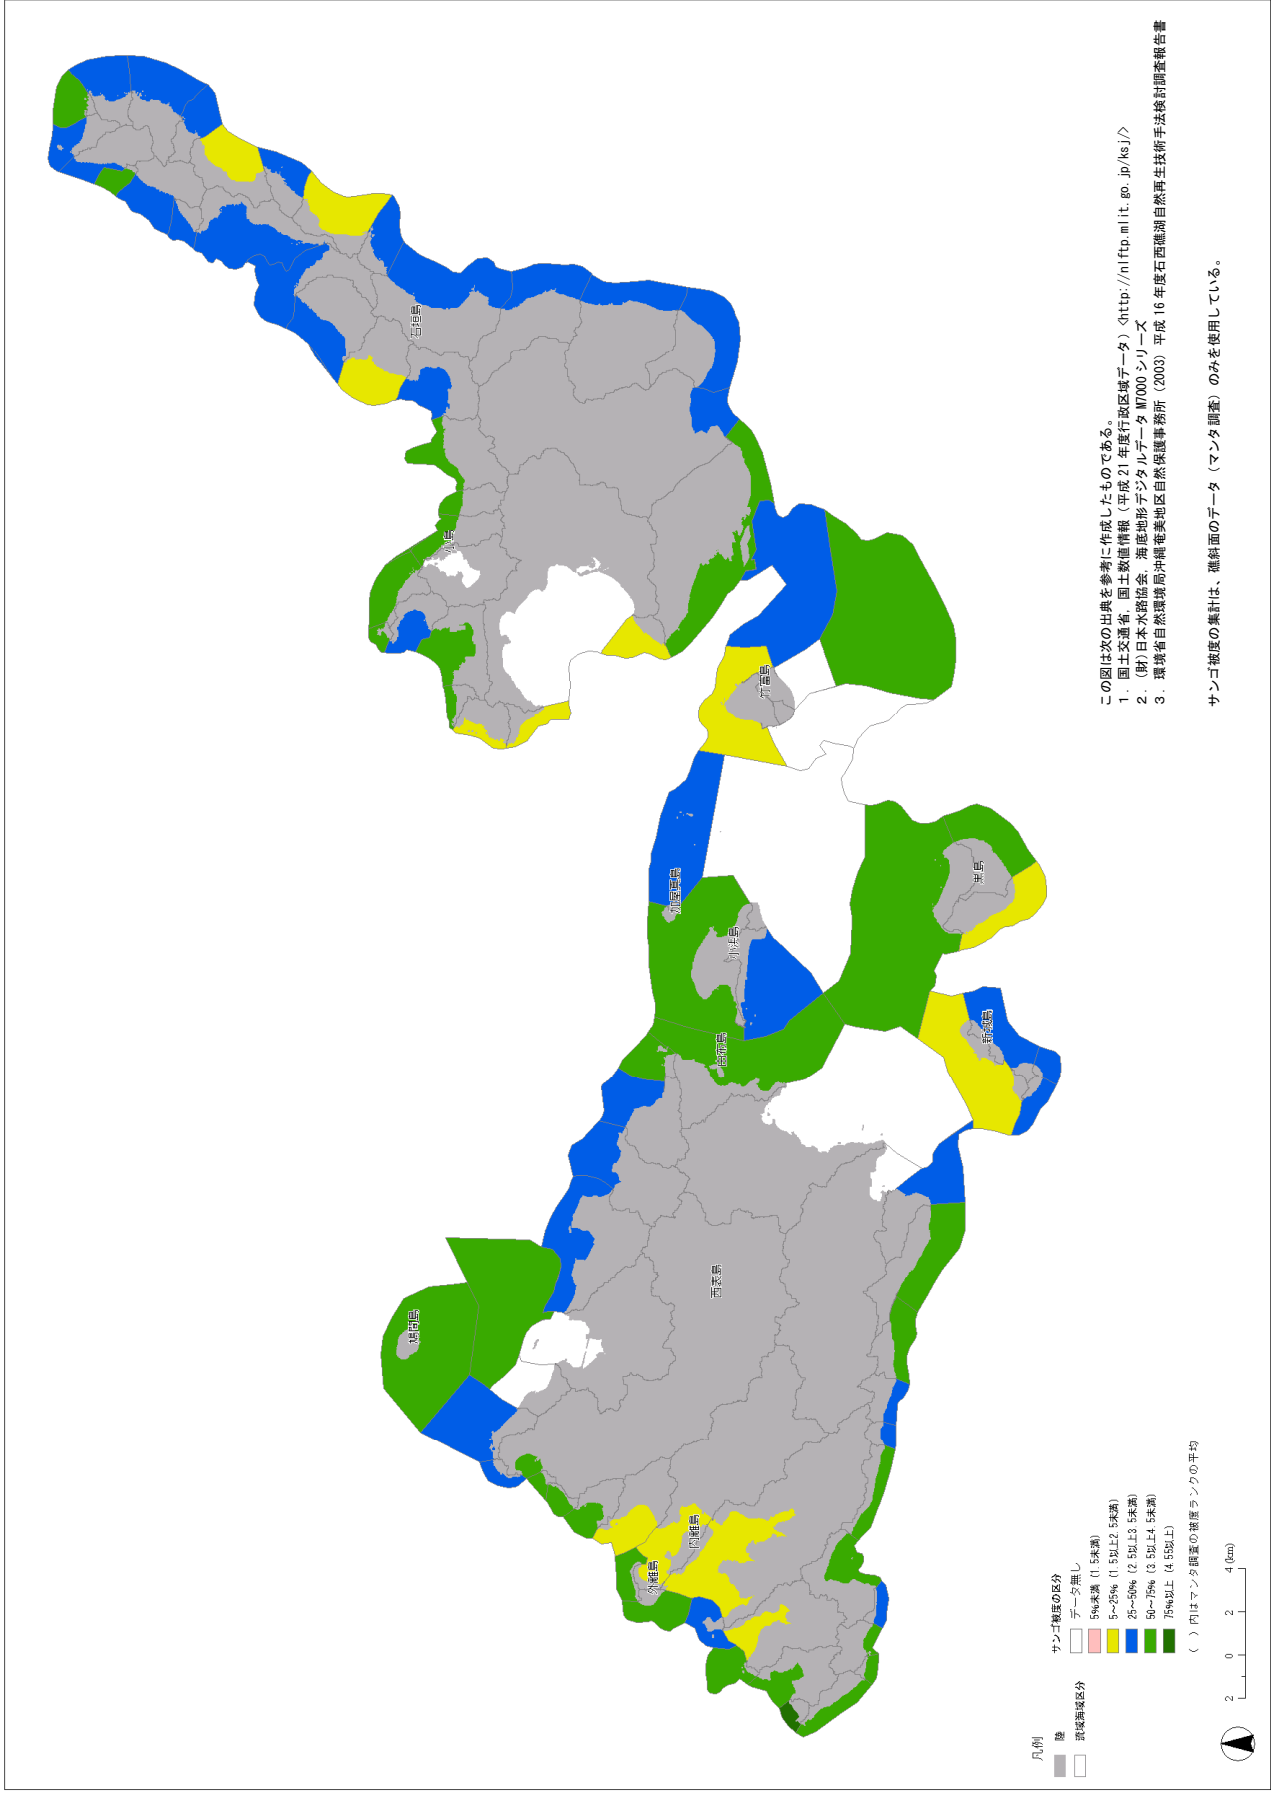 この図は次の出典を参考に作成したものである。
1. 国土交通省, 国土数値情報（平成21年度行政区域データ）<http://nlftp.mlit.go.jp/ksj/>
2. (財)日本水路協会, 海底地形デジタルデータ M7000 シリーズ
3. 環境省自然環境局沖縄奄美地区自然保護事務所（2003）平成16年度石西礁湖自然再生技術手法検討調査報告書
サンゴ被度の集計は、礁斜面のデータ（マンタ調査）のみを使用している。
石垣島
小島
竹富島
加屋真島
小浜島
黒島
由布島
新城島
鳩間島
西表島
内離島
外離島
凡例
陸
流域海域区分
サンゴ被度の区分
データ無し
5%未満 (1.5未満)
5～25% (1.5以上2.5未満)
25～50% (2.5以上3.5未満)
50～75% (3.5以上4.5未満)
75%以上 (4.55以上)
（ ）内はマンタ調査の被度ランクの平均
2 0 2 4(km)